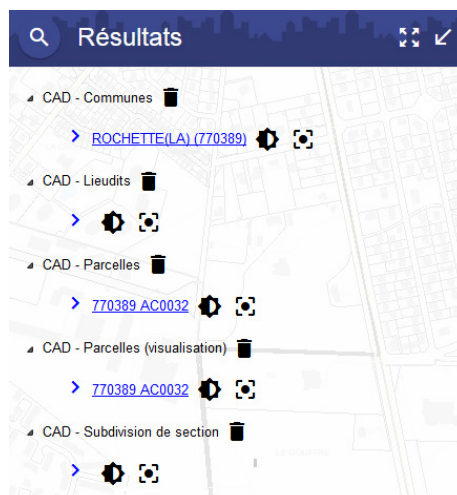 Résultats
CAD - Communes
ROCHETTE(LA) (770389)
CAD - Lieudits
CAD - Parcelles
770389 AC0032
CAD - Parcelles (visualisation)
770389 AC0032
CAD - Subdivision de section